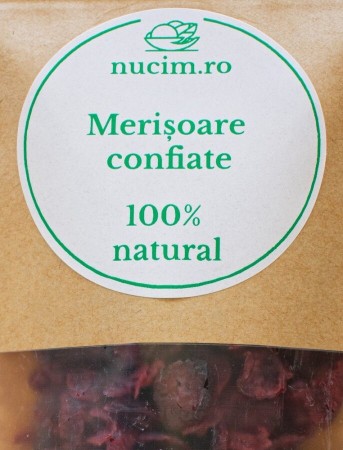 nucim.ro
Merișoare
confiate
100%
natural